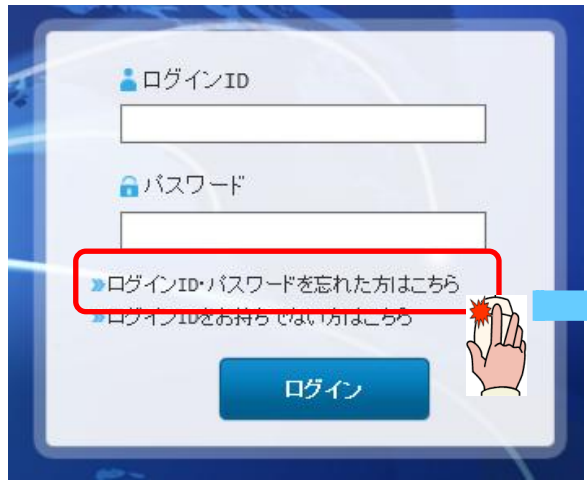 ログインID
パスワード
»ログインID・パスワードを忘れた方はこちら
»ログインIDをお持ちでない方はこちら
ログイン